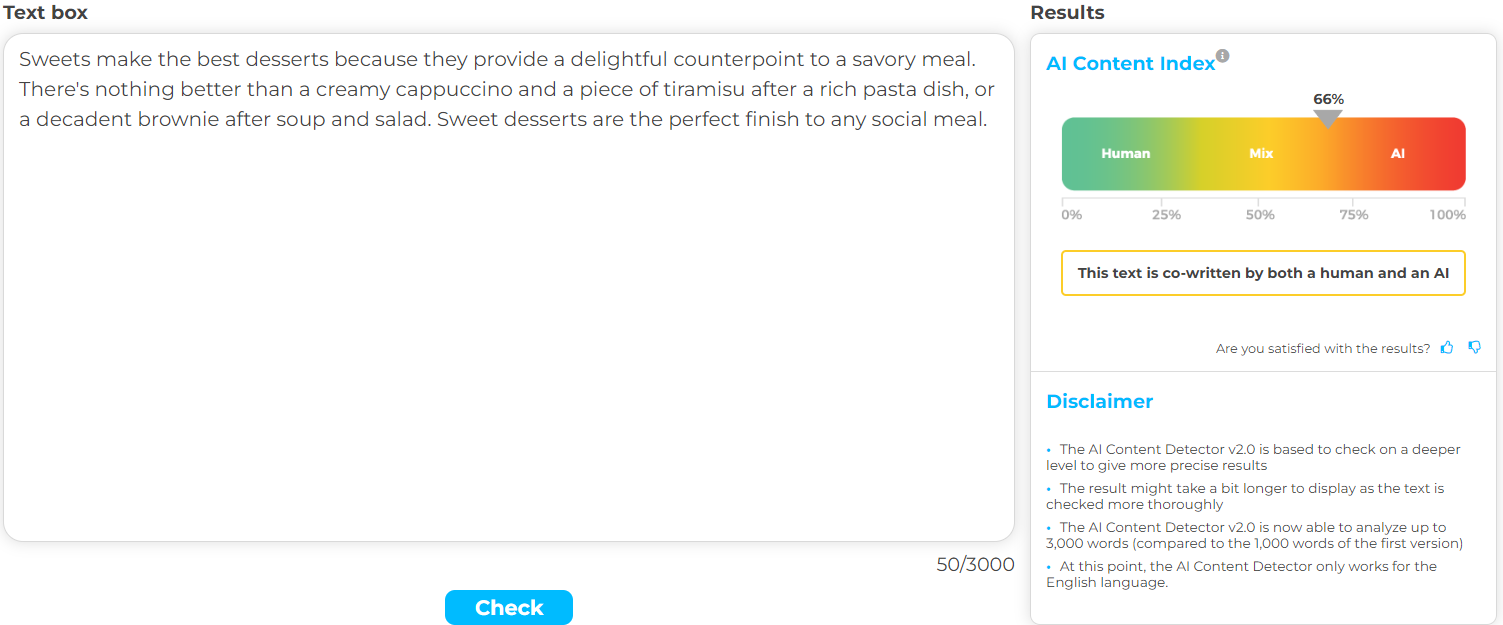 Text box
Sweets make the best desserts because they provide a delightful counterpoint to a savory meal.
There's nothing better than a creamy cappuccino and a piece of tiramisu after a rich pasta dish, or
a decadent brownie after soup and salad. Sweet desserts are the perfect finish to any social meal.
50/3000
Check
Results
AI Content Index
66%
Human Mix AI
0% 25% 50% 75% 100%
This text is co-written by both a human and an AI
Are you satisfied with the results?
Disclaimer
• The AI Content Detector v2.0 is based to check on a deeper
level to give more precise results
• The result might take a bit longer to display as the text is
checked more thoroughly
• The AI Content Detector v2.0 is now able to analyze up to
3,000 words (compared to the 1,000 words of the first version)
• At this point, the AI Content Detector only works for the
English language.